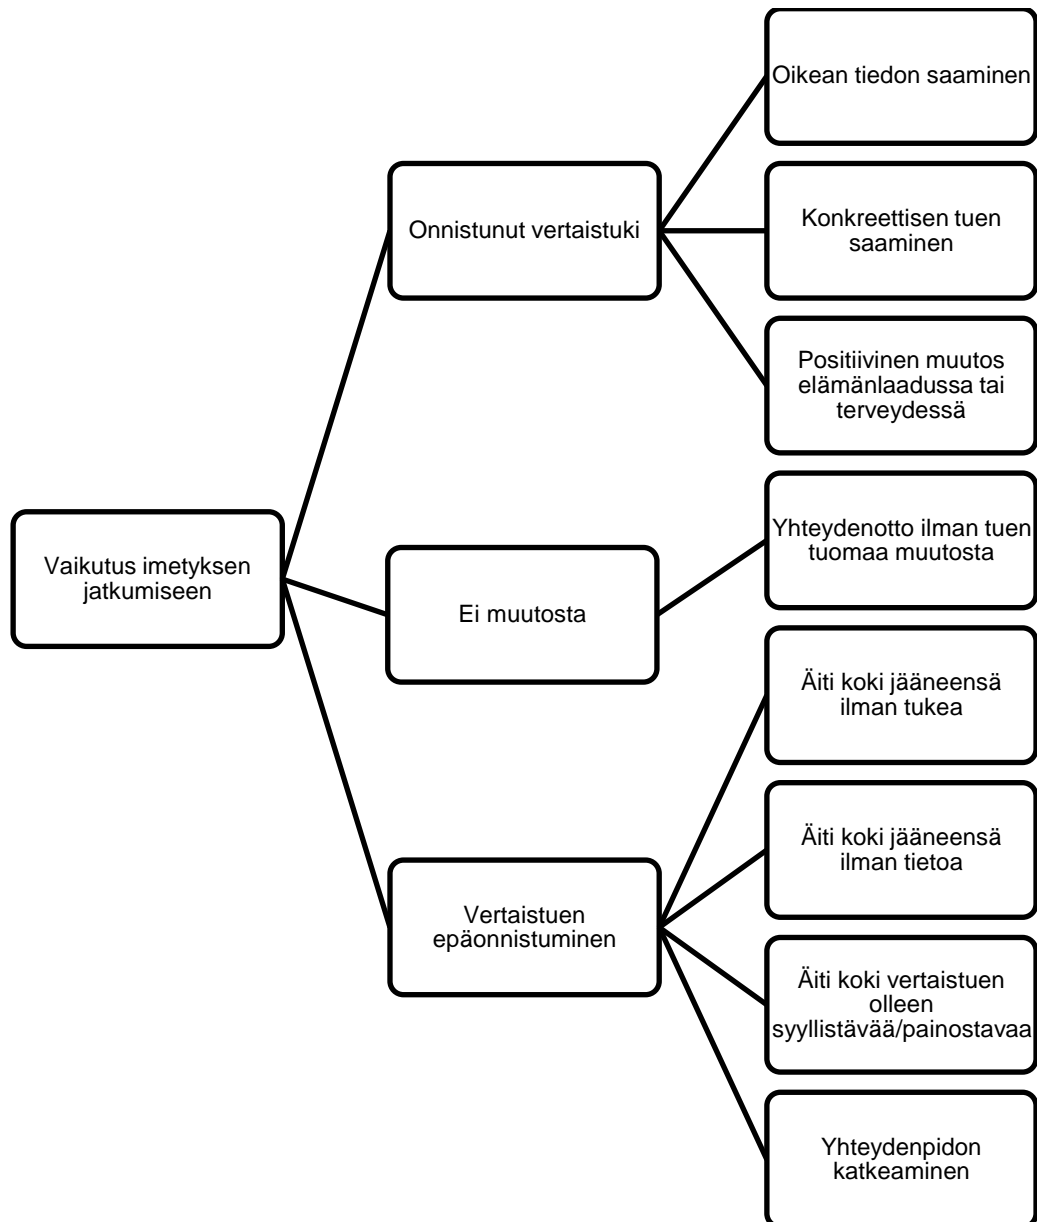 Oikean tiedon saaminen
Onnistunut vertaistuki
Konkreettisen tuen
saaminen
Positiivinen muutos
elämänlaadussa tai
terveydessä
Vaikutus imetyksen
jatkumiseen
Ei muutosta
Yhteydenotto ilman tuen
tuomaa muutosta
Äiti koki jääneensä
ilman tukea
Vertaistuen
epäonnistuminen
Äiti koki jääneensä
ilman tietoa
Äiti koki vertaistuen
olleen
syyllistävää/painostavaa
Yhteydenpidon
katkeaminen